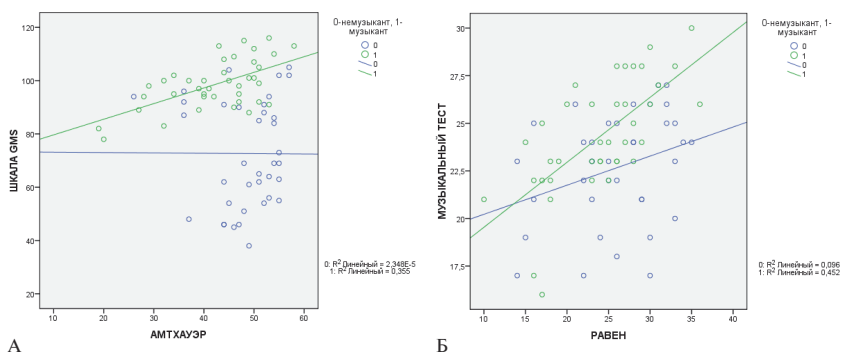 0-немузыкант, 1-
музыкант
0
1
0
1
ШКАЛА GMS
120
100
80
60
40
20
10
20
30
40
50
60
АМТХАУЭР
0: R² Линейный = 2,348E-5
1: R² Линейный = 0,355
А
0-немузыкант, 1-
музыкант
0
1
0
1
МУЗЫКАЛЬНЫЙ ТЕСТ
30
27,5
25
22,5
20
17,5
10
15
20
25
30
35
40
РАВЕН
0: R² Линейный = 0,096
1: R² Линейный = 0,452
Б